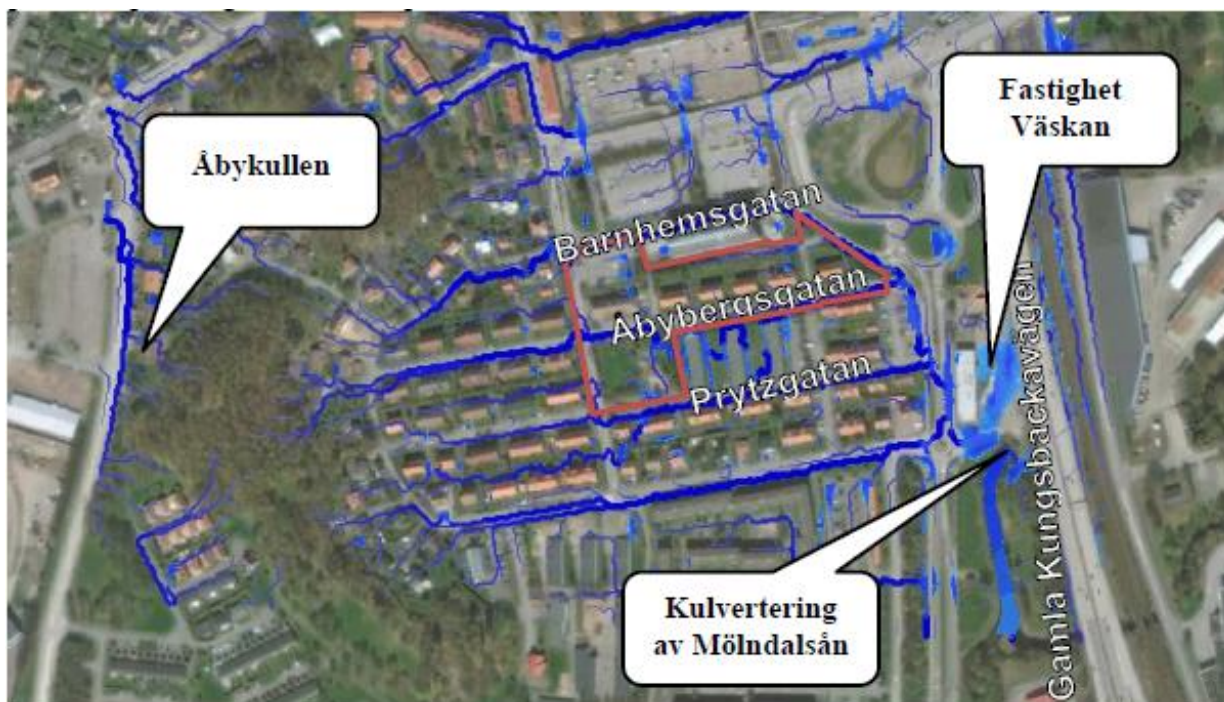 Fastighet
Väskan
Åbykullen
Barnhemsgatan
Åbybergsgatan
Prytzgatan
Gamla Kungsbackavägen
Kulvertering
av Mölndalsån